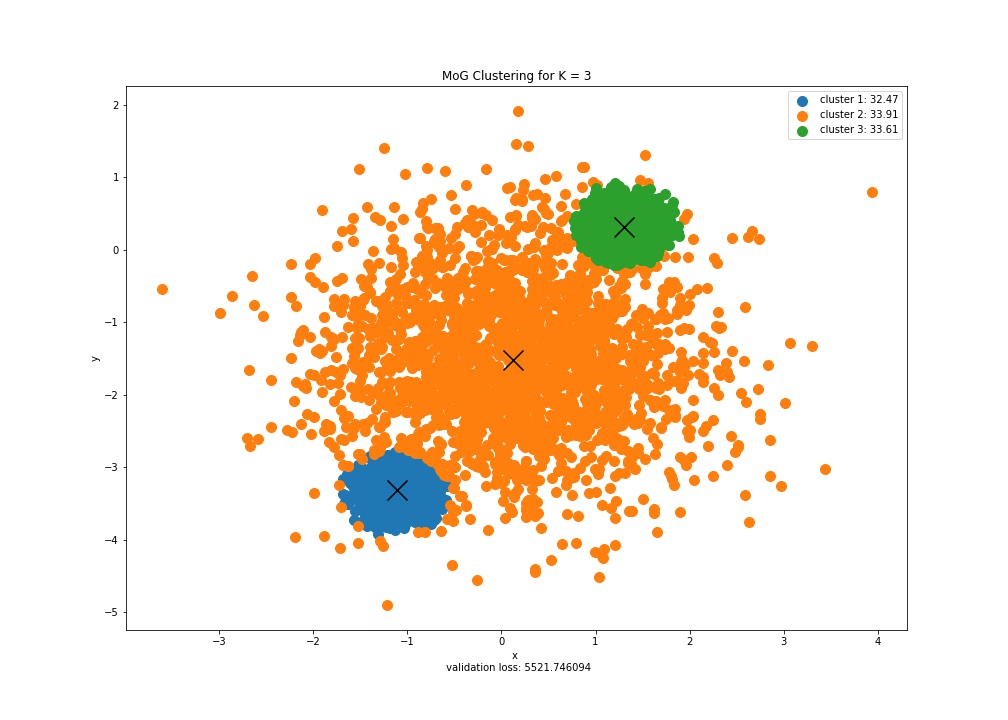 MoG Clustering for K = 3
cluster 1: 32.47
cluster 2: 33.91
cluster 3: 33.61
2
1
0
−1
−2
−3
−4
−5
y
−3
−2
−1
0
1
2
3
4
x
validation loss: 5521.746094